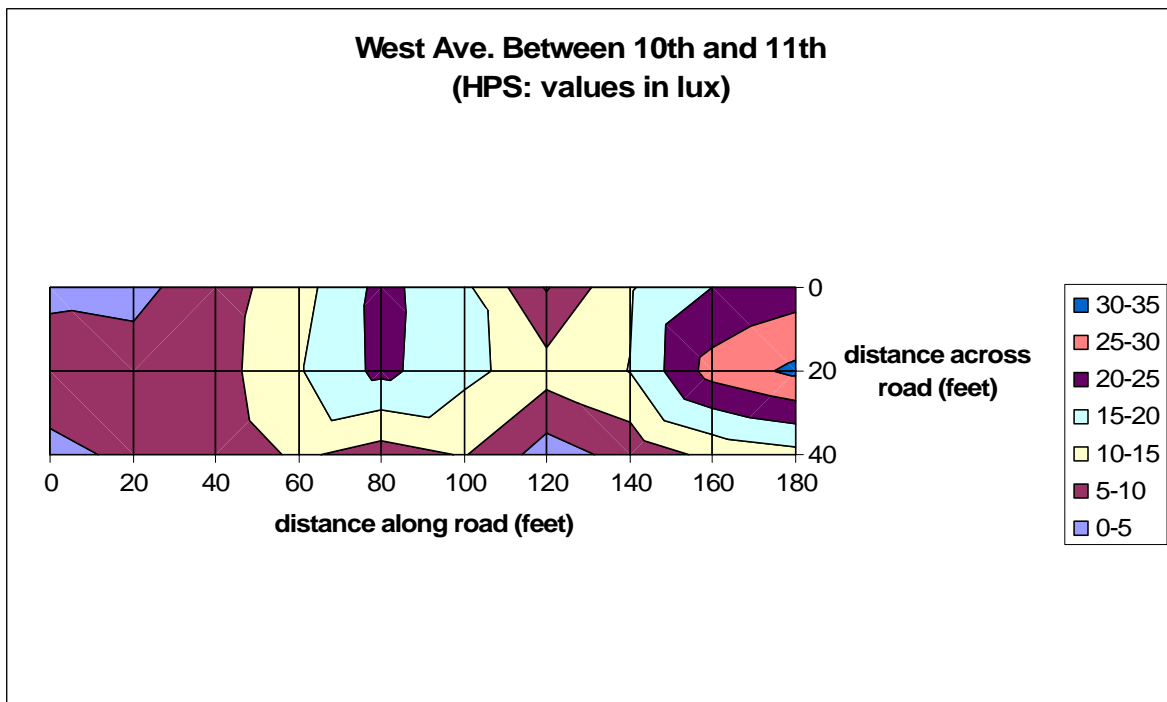 West Ave. Between 10th and 11th
(HPS: values in lux)
0
20
40
distance across
road (feet)
0 20 40 60 80 100 120 140 160 180
distance along road (feet)
30-35
25-30
20-25
15-20
10-15
5-10
0-5